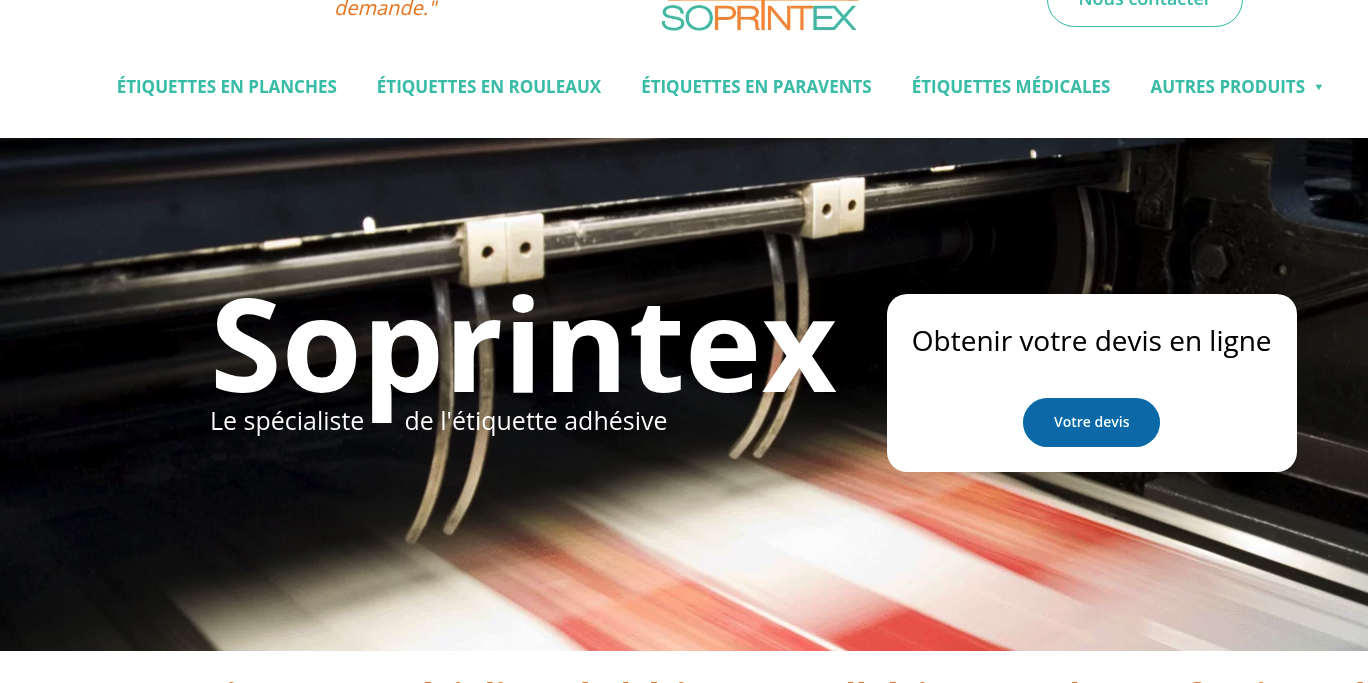 demande."
SOPRINTEX
Nous contacter
ÉTIQUETTES EN PLANCHES ÉTIQUETTES EN ROULEAUX ÉTIQUETTES EN PARAVENTS ÉTIQUETTES MÉDICALES AUTRES PRODUITS
Soprintex
Le spécialiste de l'étiquette adhésive
Obtenir votre devis en ligne
Votre devis